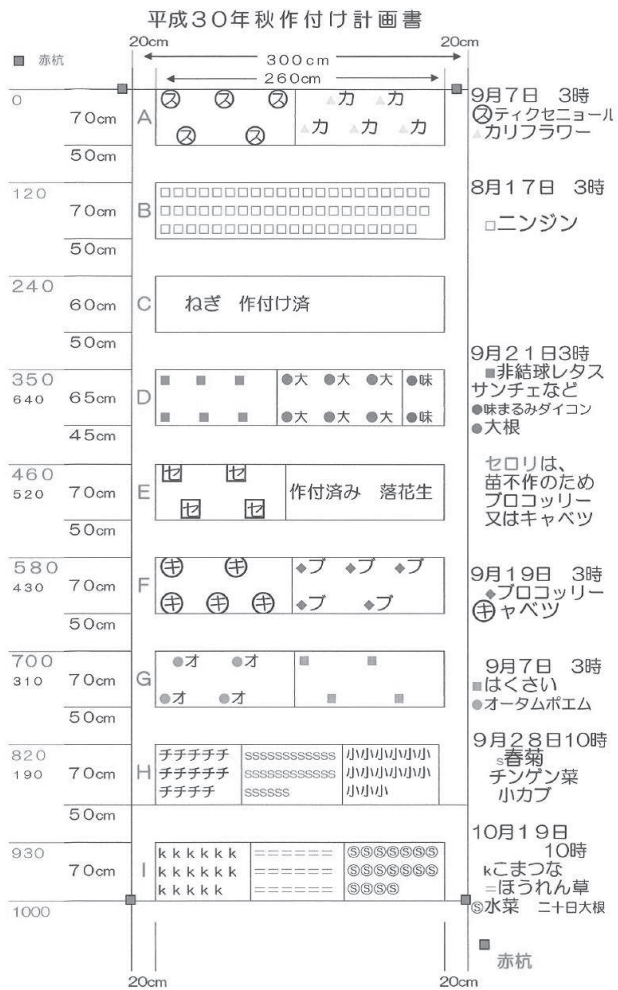 平成30年秋作付け計画書
20cm 20cm
赤杭 300cm
260cm
0 70cm A ㋜ ㋜ ㋜ カ カ 9月7日 3時
㋜ ㋜ カ カ カ ㋜ティクセニョール
カリフラワー
50cm
120 70cm B □□□□□□□□□□□□□□□□□□□□□ 8月17日 3時
□□□□□□□□□□□□□□□□□□□□□
□□□□□□□□□□□□□□□□□□□□ □ニンジン
50cm
240 60cm C ねぎ 作付け済
50cm
350 640 65cm D ■ ■ ■ ●大 ●大 ●大 ●味 9月21日3時
■ ■ ■ ●大 ●大 ●大 ●味 ■非結球レタス
サンチェなど
●味まるみダイコン
●大根
45cm
460 520 70cm E セ セ 作付済み 落花生 セロリは、
セ セ 苗不作のため
ブロコッリー
又はキャベツ
50cm
580 430 70cm F ㋖ ㋖ ◆ブ ◆ブ ◆ブ 9月19日 3時
㋖ ㋖ ㋖ ◆ブ ◆ブ ◆ブロコッリー
㋖ャベツ
50cm
700 310 70cm G ●オ ●オ ■ ■ 9月7日 3時
●オ ●オ ■ ■ ■はくさい
●オータムポエム
50cm
820 190 70cm H チチチチチ ssssssssssss 小小小小小小 9月28日10時
チチチチチ ssssssssssss 小小小小小小 s春菊
チチチチ ssssss 小小小 チンゲン菜
小カブ
50cm
930 70cm I k k k k k k ＝＝＝＝＝＝ ⓢⓢⓢⓢⓢⓢⓢ 10月19日
k k k k k k ＝＝＝＝＝＝ ⓢⓢⓢⓢⓢⓢⓢ 10時
k k k k k ＝＝＝＝＝＝ ⓢⓢⓢⓢ kこまつな
＝ほうれん草
1000 ⓢ水菜 二十日大根
赤杭
20cm 20cm